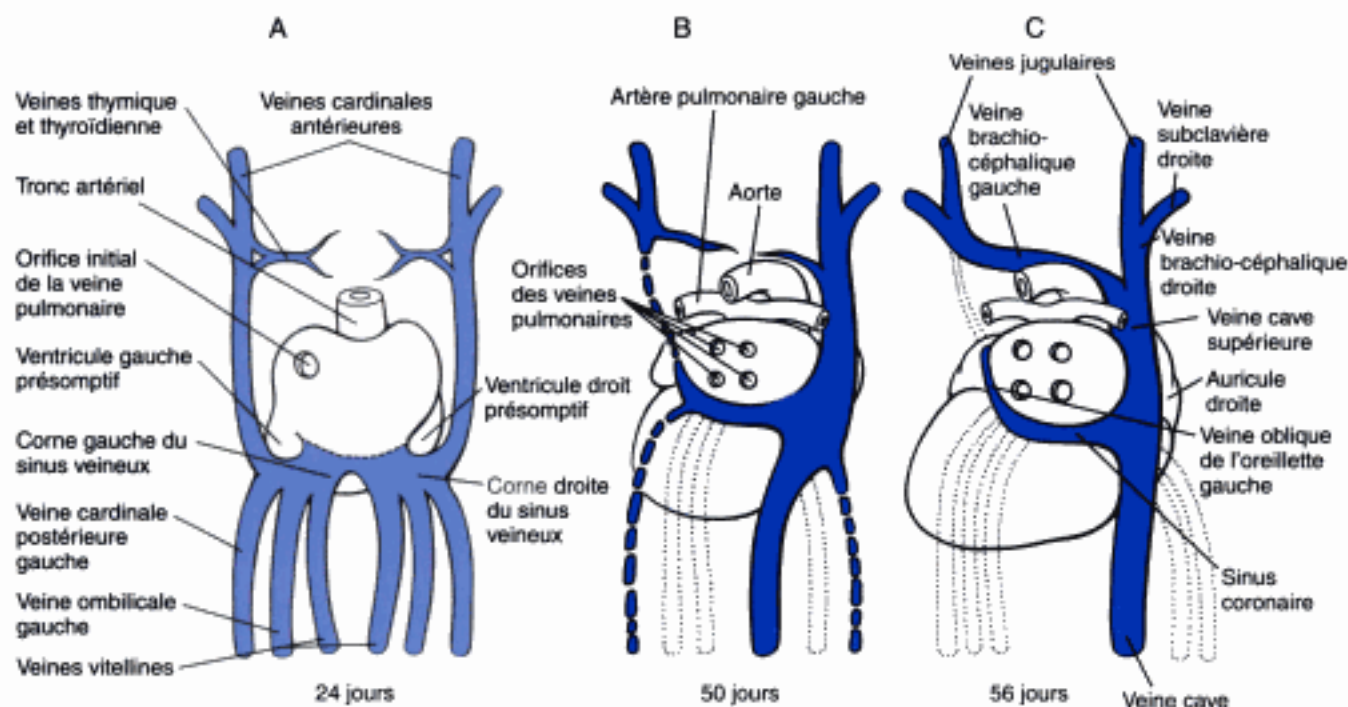 A
Veines thymique
et thyroïdienne
Veines cardinales
antérieures
Tronc artériel
Orifice initial
de la veine
pulmonaire
Ventricule gauche
présomptif
Ventricule droit
présomptif
Corne gauche du
sinus veineux
Corne droite
du sinus
veineux
Veine cardinale
postérieure
gauche
Veine ombilicale
gauche
Veines vitellines
24 jours
B
Artère pulmonaire gauche
Aorte
Orifices
des veines
pulmonaires
50 jours
C
Veines jugulaires
Veine
brachio-
céphalique
gauche
Veine
subclavière
droite
Veine
brachio-céphalique
droite
Veine cave
supérieure
Auricule
droite
Veine oblique
de l'oreillette
gauche
Sinus
coronaire
56 jours
Veine cave